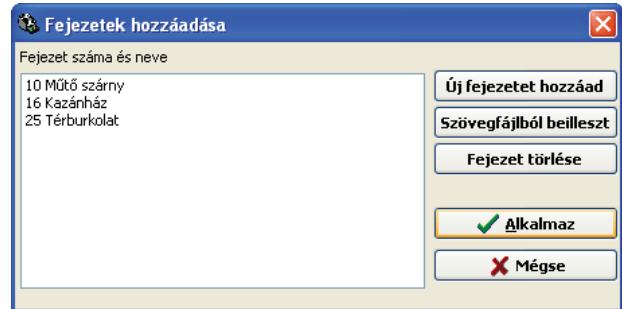 Fejezetek hozzáadása
Fejezet száma és neve
10 Műtő szárny
16 Kazánház
25 Térburkolat
Új fejezetet hozzáad
Szövegfájlból beilleszt
Fejezet törlése
Alkalmaz
Mégse